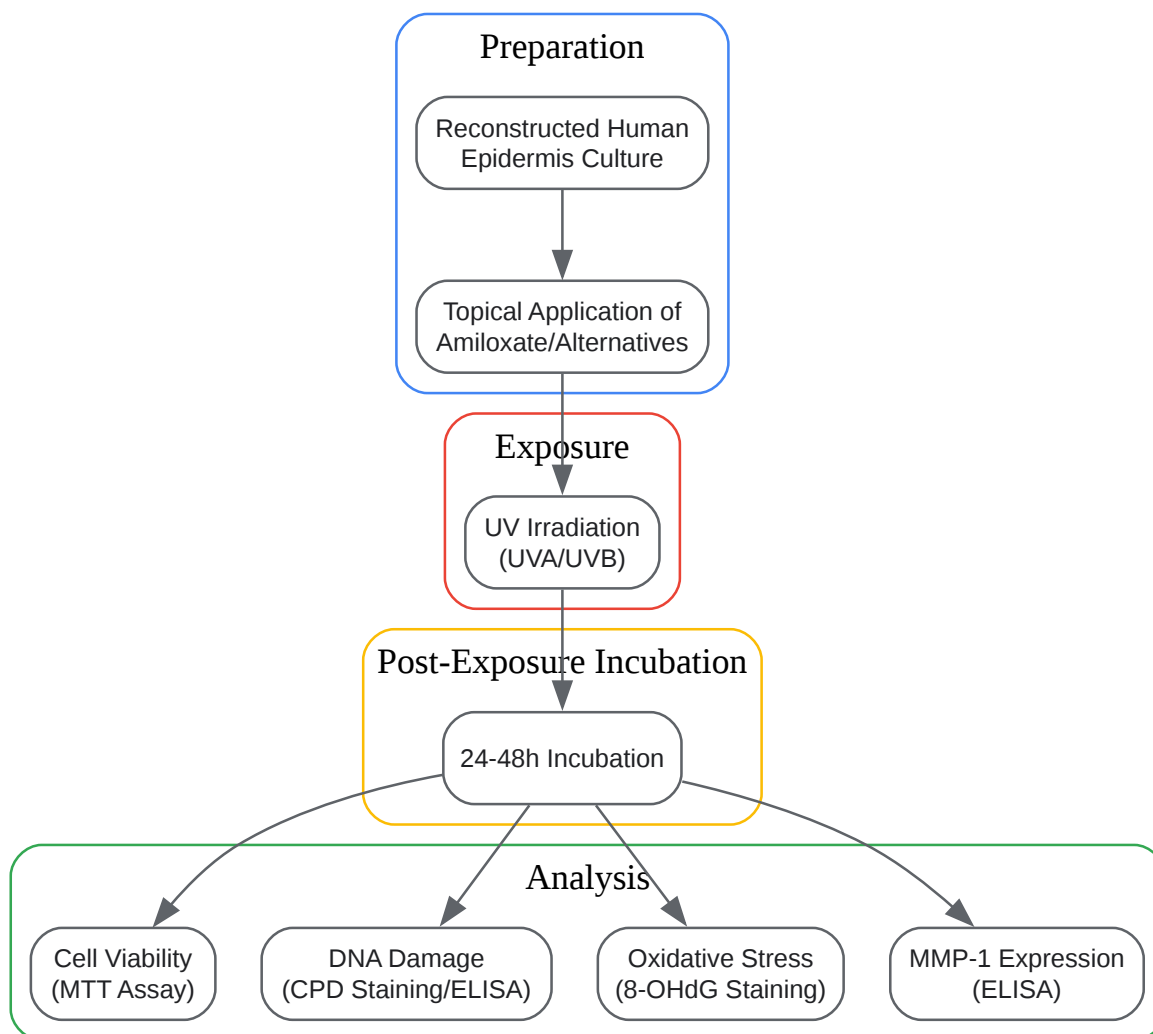 Preparation
Reconstructed Human
Epidermis Culture
Topical Application of
Amiloxate/Alternatives
Exposure
UV Irradiation
(UVA/UVB)
Post-Exposure Incubation
24-48h Incubation
Analysis
Cell Viability
(MTT Assay)
DNA Damage
(CPD Staining/ELISA)
Oxidative Stress
(8-OHdG Staining)
MMP-1 Expression
(ELISA)